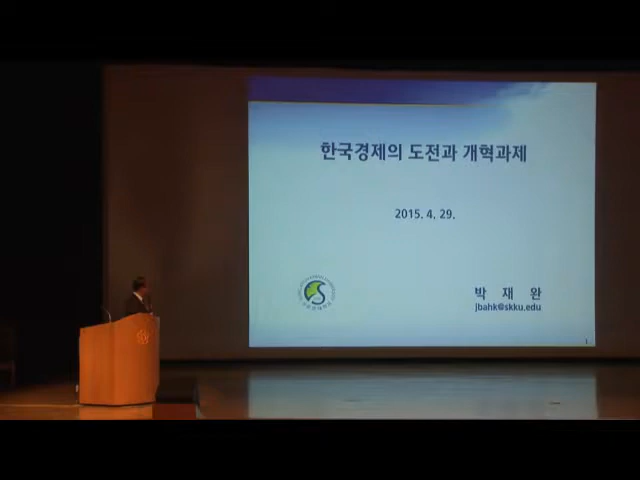 한국경제의 도전과 개혁과제
2015. 4. 29.
박 재 완
jbahk@skku.edu
1